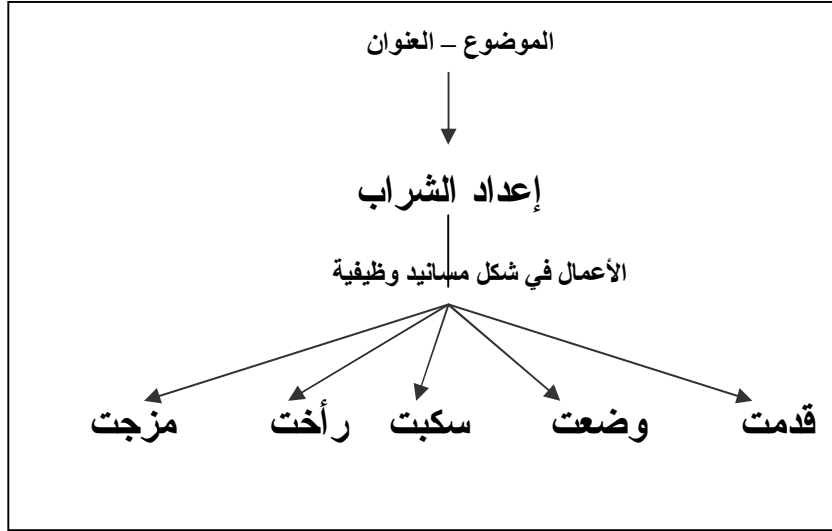 الموضوع – العنوان
إعداد الشراب
الأعمال في شكل مسانيد وظيفية
قدمت وضعت سكبت رأخت مزجت